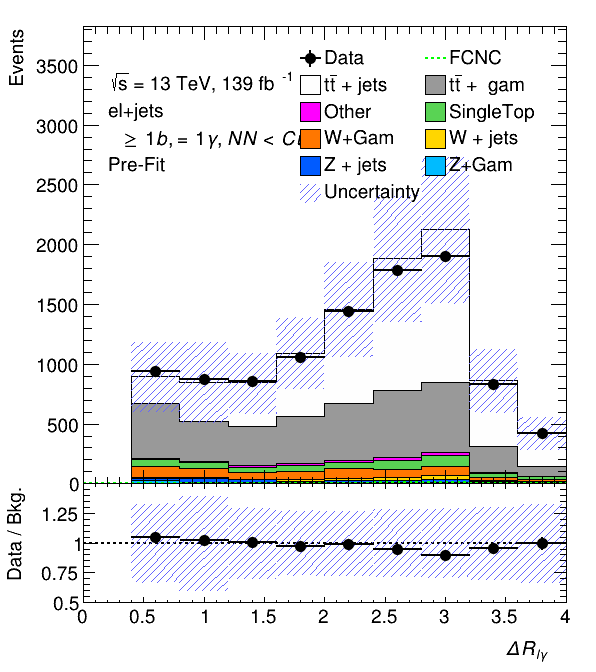 Events
3500
3000
2500
2000
1500
1000
500
0
√s = 13 TeV, 139 fb -1
el+jets
≥ 1b, = 1γ, NN <
Pre-Fit
Data
FCNC
tt̄ + jets
tt̄ + gam
Other
SingleTop
W+Gam
W + jets
Z + jets
Z+Gam
Uncertainty
Data / Bkg.
1.25
1
0.75
0.5
0 0.5 1 1.5 2 2.5 3 3.5 4
ΔR lγ